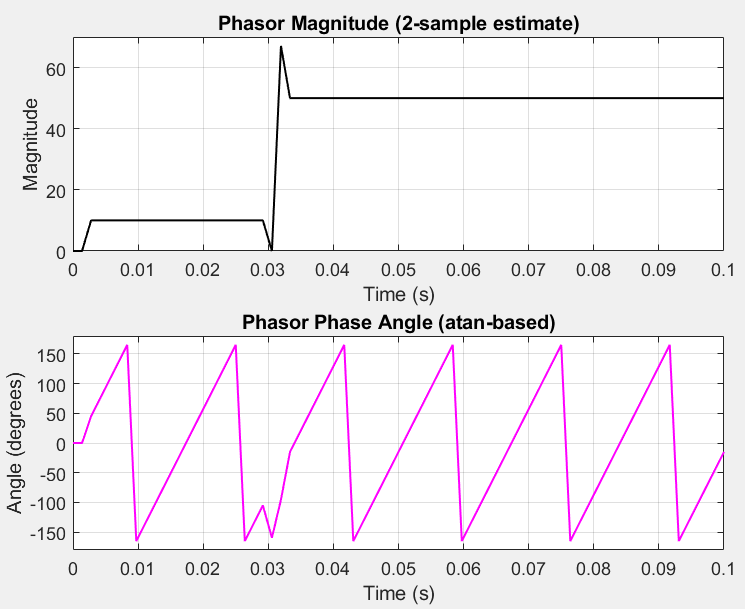 Phasor Magnitude (2-sample estimate)
Magnitude
60
40
20
0
0 0.01 0.02 0.03 0.04 0.05 0.06 0.07 0.08 0.09 0.1
Time (s)
Phasor Phase Angle (atan-based)
Angle (degrees)
150
100
50
0
-50
-100
-150
0 0.01 0.02 0.03 0.04 0.05 0.06 0.07 0.08 0.09 0.1
Time (s)